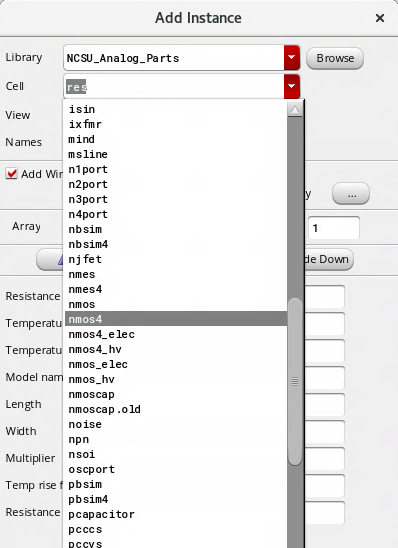 Add Instance
Library NCSU_Analog_Parts Browse
Cell res
isin
View
ixfmr
mind
Names
msline
n1port
Add Wir
n2port
n3port
y ...
n4port
Array
nbsim
1
nbsim4
njfet
de Down
nmes
nmes4
Resistance
nmos
Temperatu
nmos4
nmos4_elec
Temperatu
nmos4_hv
nmos_elec
Model nam
nmos_hv
nmoscap
Length
nmoscap.old
noise
Width
npn
nsoi
Multiplier
oscport
pbsim
Temp rise f
pbsim4
pcapacitor
Resistance
pcccs
pccvs